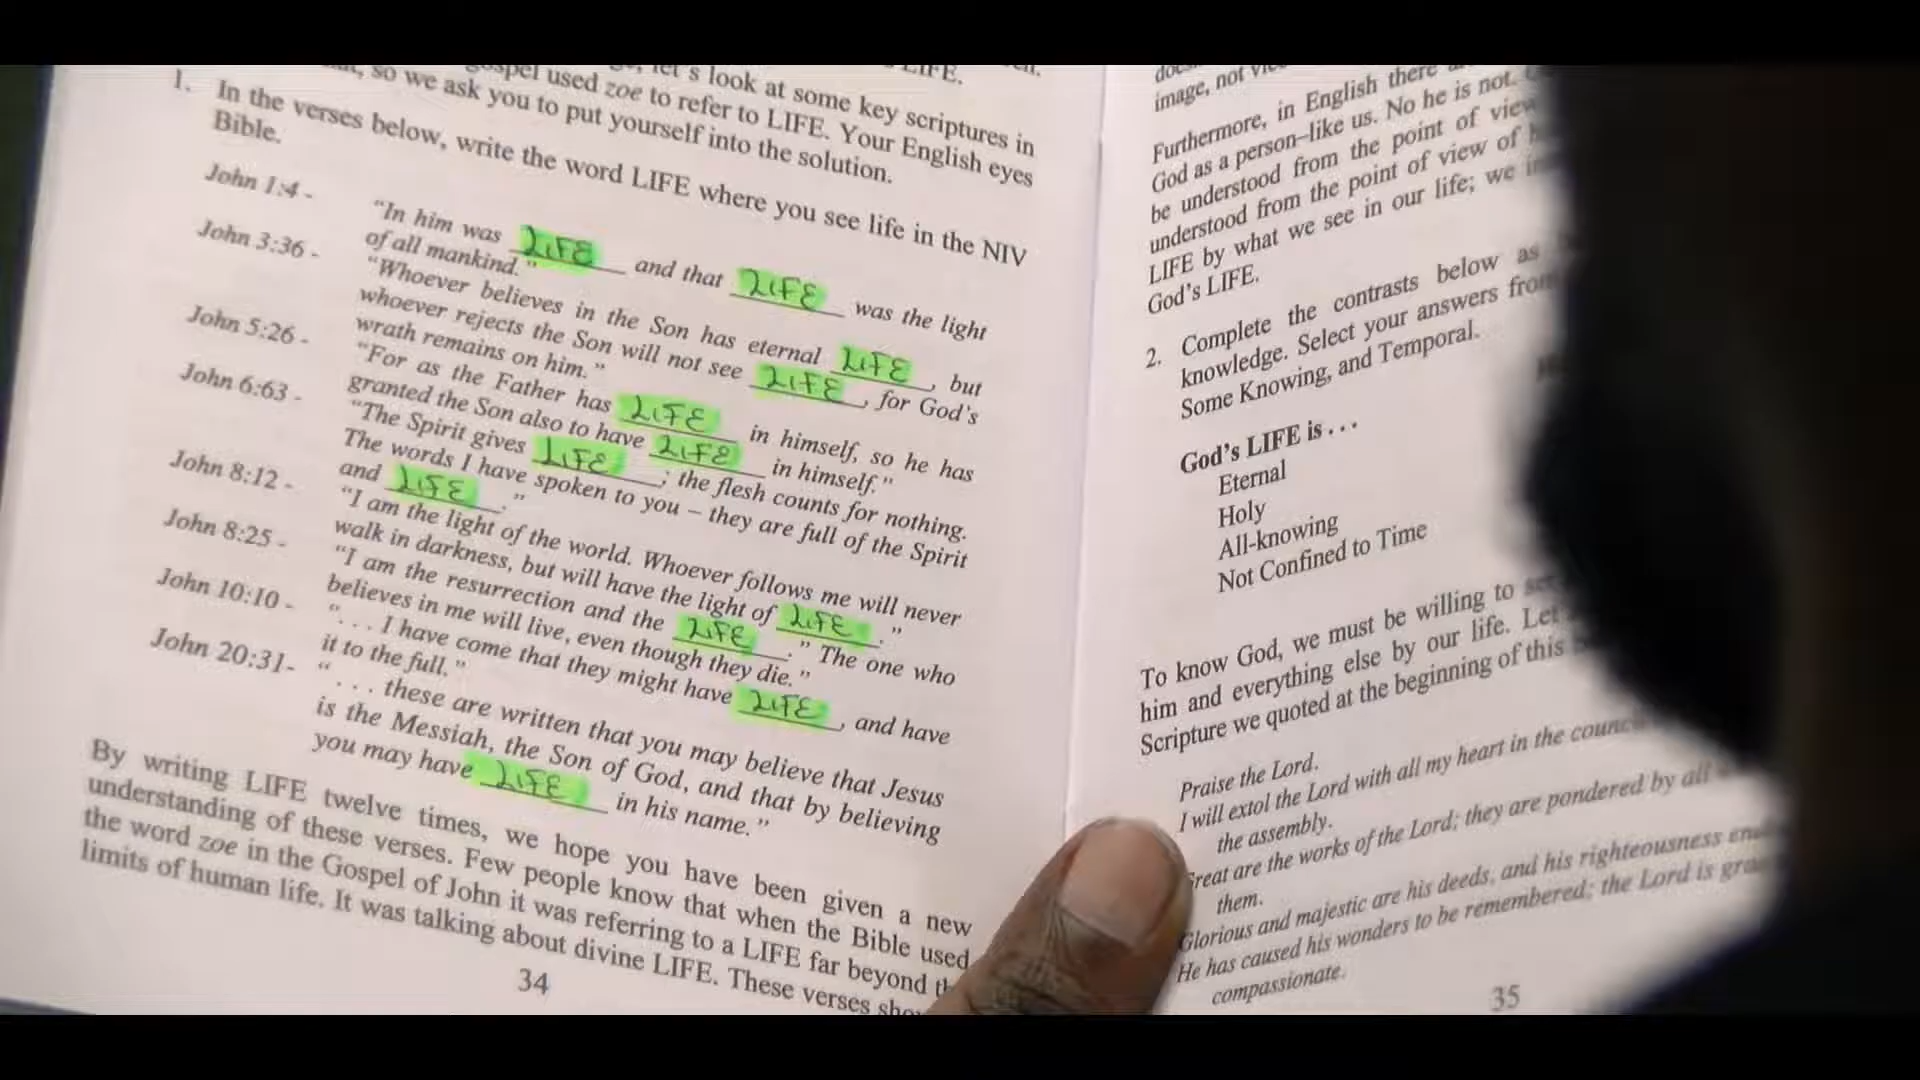 LIFE.
let's look at some key scriptures in
gospel used zoe to refer to LIFE. Your English eyes
so we ask you to put yourself into the solution.
1. In the verses below, write the word LIFE where you see life in the NIV
Bible.
John 1:4 - “In him was LIFE and that LIFE was the light
of all mankind.”
John 3:36 - “Whoever believes in the Son has eternal LIFE, but
whoever rejects the Son will not see LIFE, for God's
wrath remains on him.”
John 5:26 - “For as the Father has LIFE in himself, so he has
granted the Son also to have LIFE in himself.”
John 6:63 - “The Spirit gives LIFE; the flesh counts for nothing.
The words I have spoken to you – they are full of the Spirit
and LIFE.”
John 8:12 - “I am the light of the world. Whoever follows me will never
walk in darkness, but will have the light of LIFE.”
John 8:25 - “I am the resurrection and the LIFE.” The one who
believes in me will live, even though they die.”
John 10:10 - “. . . I have come that they might have LIFE, and have
it to the full.”
John 20:31- “. . . these are written that you may believe that Jesus
is the Messiah, the Son of God, and that by believing
you may have LIFE in his name.”
By writing LIFE twelve times, we hope you have been given a new
understanding of these verses. Few people know that when the Bible used
the word zoe in the Gospel of John it was referring to a LIFE far beyond
limits of human life. It was talking about divine LIFE. These verses
34
image, not
Furthermore, in English there
God as a person–like us. No he is not.
be understood from the point of view
understood from the point of view of
LIFE by what we see in our life; we
God's LIFE.
2. Complete the contrasts below as
knowledge. Select your answers from
Some Knowing, and Temporal.
God's LIFE is . . .
Eternal
Holy
All-knowing
Not Confined to Time
To know God, we must be willing to
him and everything else by our life. Let
Scripture we quoted at the beginning of this
Praise the Lord.
I will extol the Lord with all my heart in the council
the assembly.
Great are the works of the Lord; they are pondered by all
them.
Glorious and majestic are his deeds, and his righteousness
He has caused his wonders to be remembered; the Lord is
compassionate.
35